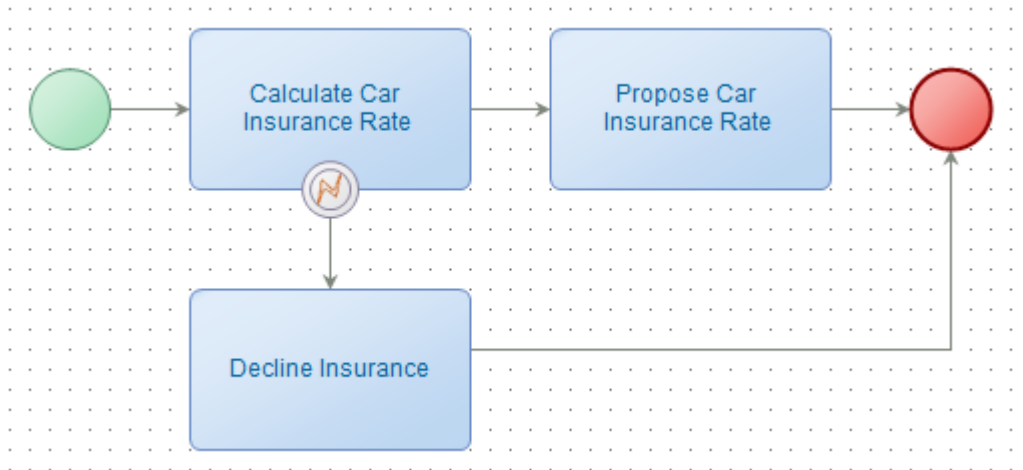 Calculate Car
Insurance Rate
Propose Car
Insurance Rate
Decline Insurance